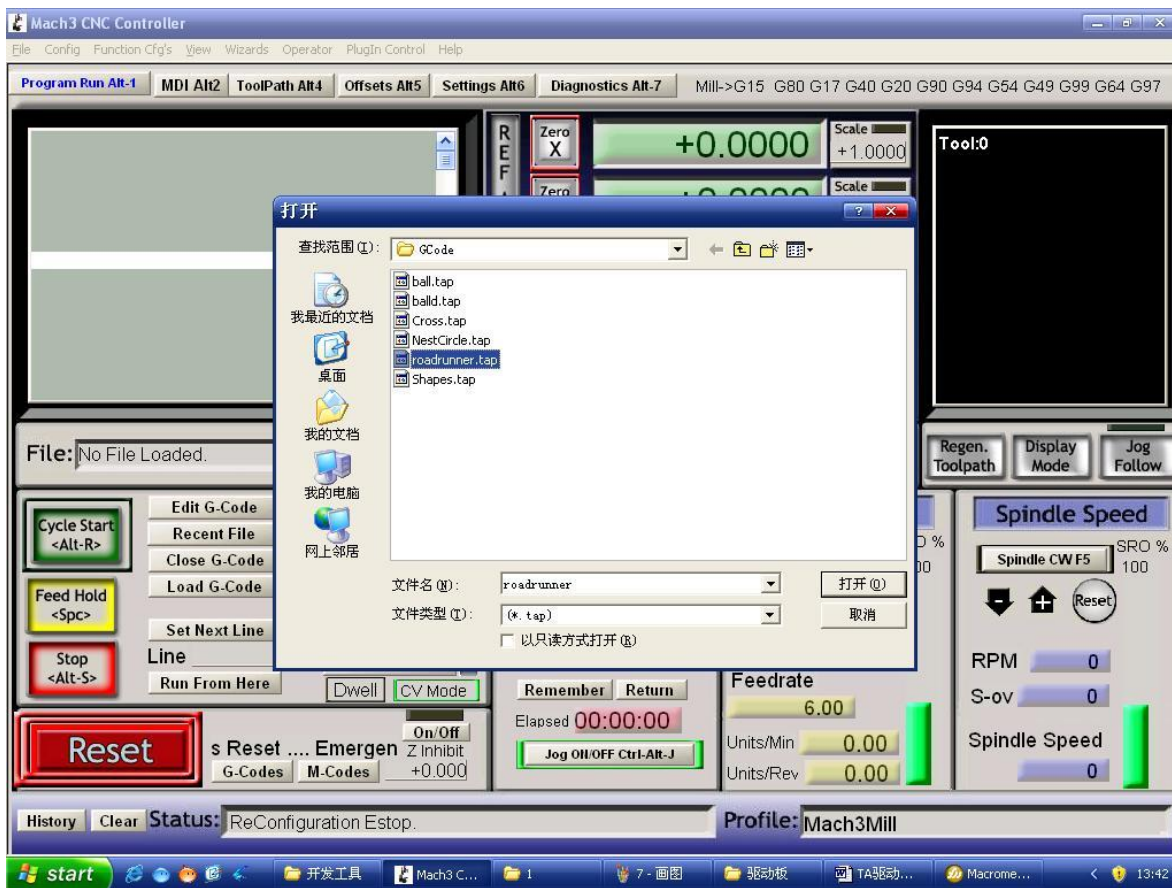 Mach3 CNC Controller
File Config Function Cfg's View Wizards Operator PlugIn Control Help
Program Run Alt-1 MDI Alt2 ToolPath Alt4 Offsets Alt5 Settings Alt6 Diagnostics Alt-7 Mill->G15 G80 G17 G40 G20 G90 G94 G54 G49 G99 G64 G97
REF
Zero X +0.0000 Scale +1.0000
Tool:0
Zero Scale
打开
查找范围(I): GCode
ball.tap
balld.tap
Cross.tap
NestCircle.tap
roadrunner.tap
Shapes.tap
我最近的文档
桌面
我的文档
我的电脑
网上邻居
文件名(N): roadrunner 打开(O)
文件类型(T): (*.tap) 取消
以只读方式打开(R)
File: No File Loaded.
Regen. Toolpath Display Mode Jog Follow
Cycle Start <Alt-R>
Edit G-Code
Recent File
Close G-Code
Load G-Code
Feed Hold <Spc>
Set Next Line
Line
Stop <Alt-S>
Run From Here
Dwell CV Mode
Remember Return
Elapsed 00:00:00
Jog ON/OFF Ctrl-Alt-J
Feedrate
6.00
Units/Min 0.00
Units/Rev 0.00
Spindle Speed
Spindle CW F5
SRO %
100
Reset
RPM 0
S-ov 0
Spindle Speed
0
Reset
s Reset .... Emergen
G-Codes M-Codes
On/Off
Z Inhibit
+0.000
History Clear Status: ReConfiguration Estop. Profile: Mach3Mill
start 开发工具 Mach3 C... 1 7 - 画图 驱动板 TA驱动... Macrome... 13:42